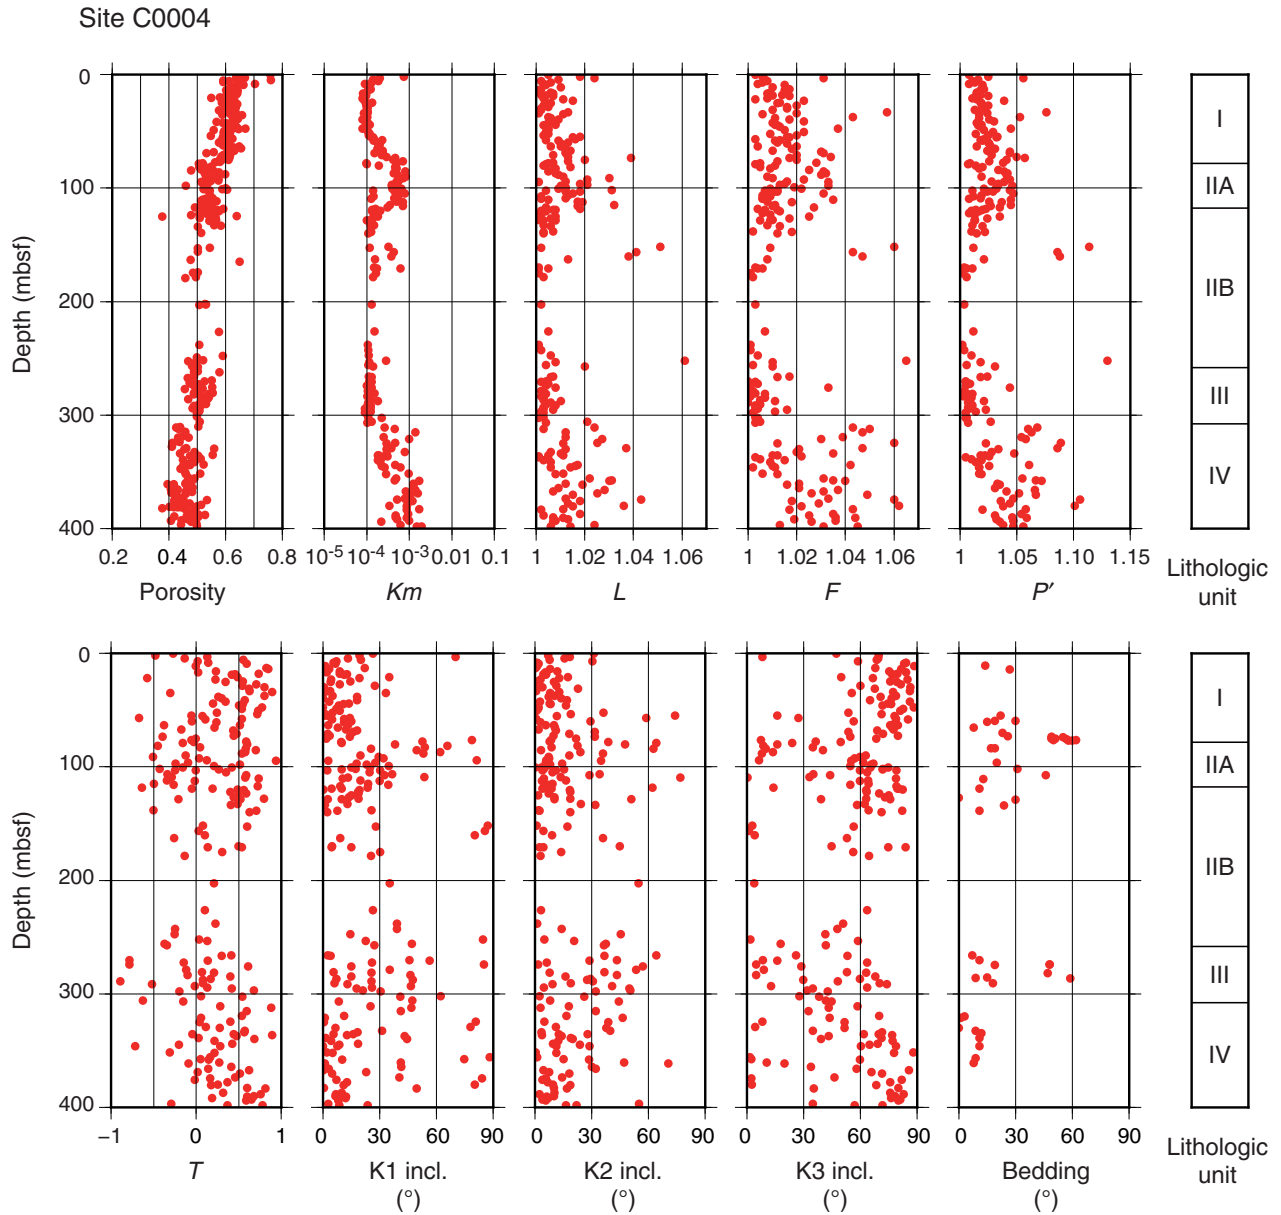 Site C0004
0
100
200
300
400
Depth (mbsf)
0.2 0.4 0.6 0.8
Porosity
10⁻⁵ 10⁻⁴ 10⁻³ 0.01 0.1
Km
1 1.02 1.06
L
1 1.02 1.06
F
1 1.05 1.10 1.15
P′
I
IIA
IIB
III
IV
Lithologic
unit
0
100
200
300
400
Depth (mbsf)
−1 0 1
T
0 30 60 90
K1 incl.
(°)
0 30 60 90
K2 incl.
(°)
0 30 60 90
K3 incl.
(°)
0 30 60 90
Bedding
(°)
I
IIA
IIB
III
IV
Lithologic
unit